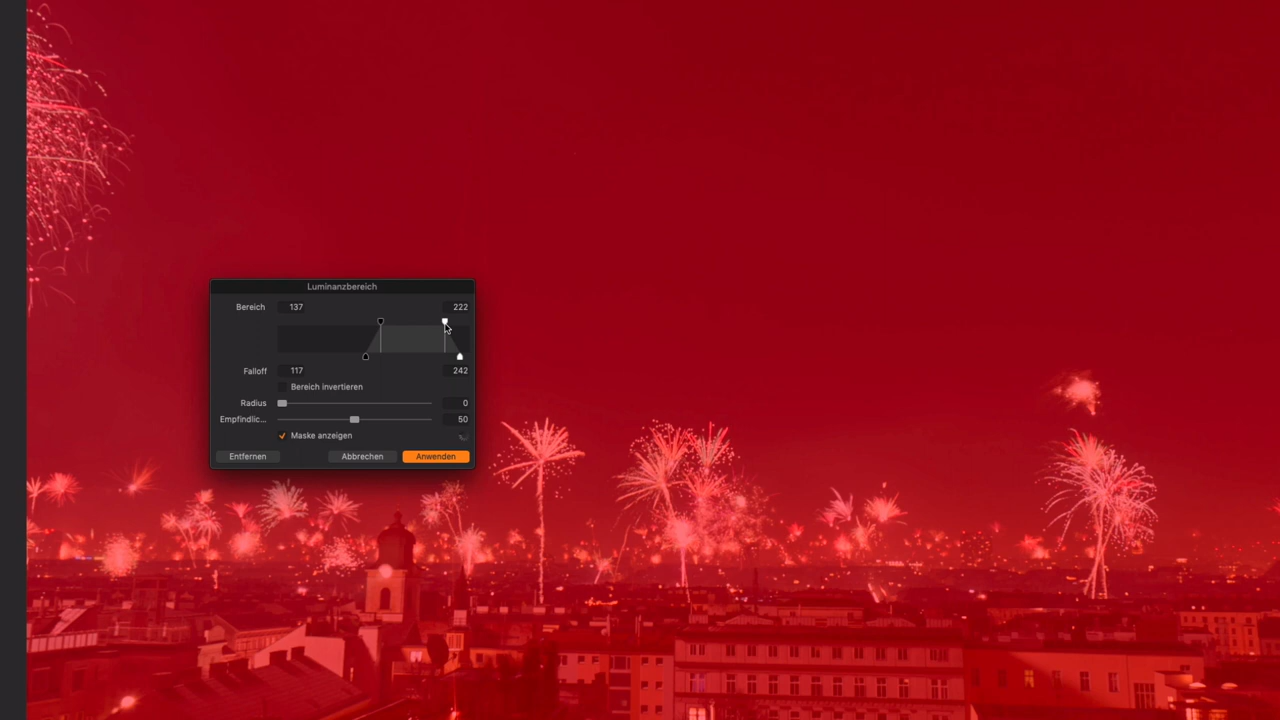 Luminanzbereich
Bereich 137 222
Falloff 117 242
Bereich invertieren
Radius 0
Empfindlic... 50
Maske anzeigen
Entfernen Abbrechen Anwenden